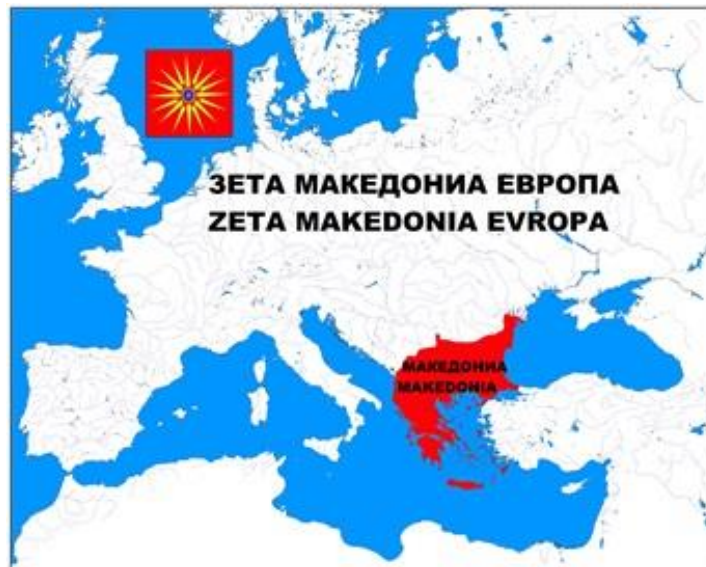 ЗЕТА МАКЕДОНИА ЕВРОПА
ZETA MAKEDONIA EVROPA
МАКЕДОНИА
MAKEDONIA